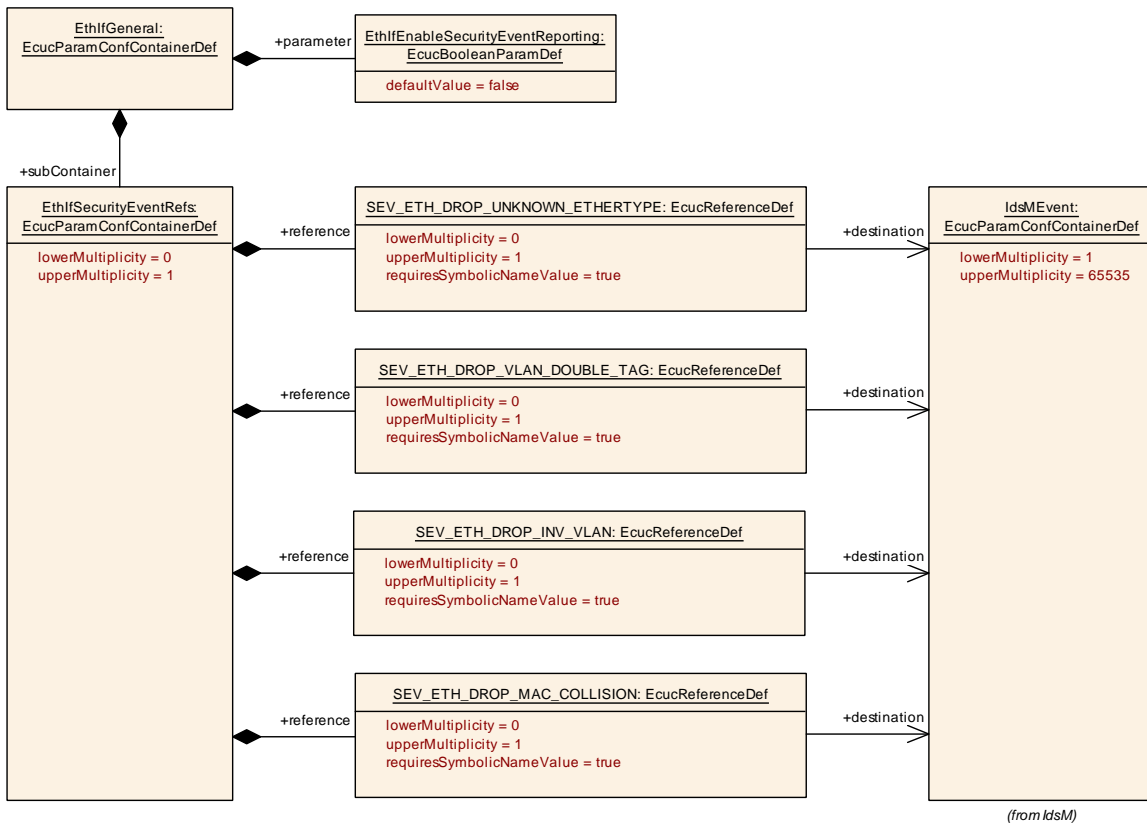 EthIfGeneral:
EcucParamConfContainerDef
+parameter
EthIfEnableSecurityEventReporting:
EcucBooleanParamDef
defaultValue = false
+subContainer
EthIfSecurityEventRefs:
EcucParamConfContainerDef
lowerMultiplicity = 0
upperMultiplicity = 1
+reference
SEV_ETH_DROP_UNKNOWN_ETHERTYPE: EcucReferenceDef
lowerMultiplicity = 0
upperMultiplicity = 1
requiresSymbolicNameValue = true
+destination
IdsMEvent:
EcucParamConfContainerDef
lowerMultiplicity = 1
upperMultiplicity = 65535
+reference
SEV_ETH_DROP_VLAN_DOUBLE_TAG: EcucReferenceDef
lowerMultiplicity = 0
upperMultiplicity = 1
requiresSymbolicNameValue = true
+destination
+reference
SEV_ETH_DROP_INV_VLAN: EcucReferenceDef
lowerMultiplicity = 0
upperMultiplicity = 1
requiresSymbolicNameValue = true
+destination
+reference
SEV_ETH_DROP_MAC_COLLISION: EcucReferenceDef
lowerMultiplicity = 0
upperMultiplicity = 1
requiresSymbolicNameValue = true
+destination
(from IdsM)